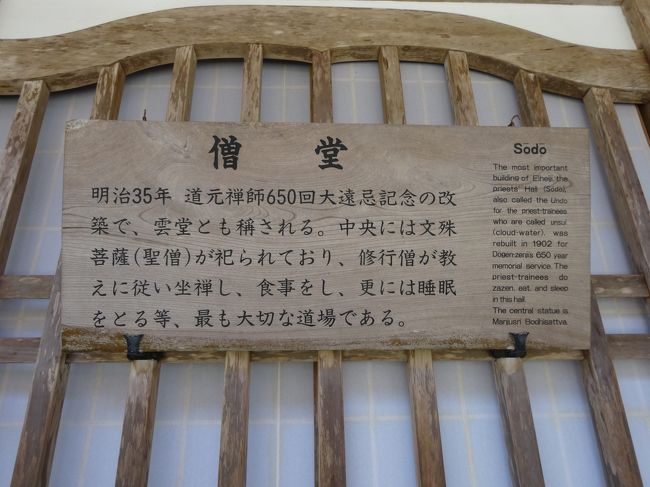 僧堂
明治35年 道元禅師650回大遠忌記念の改
築で、雲堂とも稱される。中央には文殊
菩薩(聖僧)が祀られており、修行僧が教
えに従い坐禅し、食事をし、更には睡眠
をとる等、最も大切な道場である。
Sōdō
The most important
building of Eiheiji, the
priests' Hall (Sōdō),
also called the Undō
for the priest-trainees
who are called unsui
(cloud-water), was
rebuilt in 1902 for
Dōgen-zenji's 650 year
memorial service. The
priest-trainees do
zazen, eat, and sleep
in this hall.
The central statue is
Manjusri Bodhisattva.